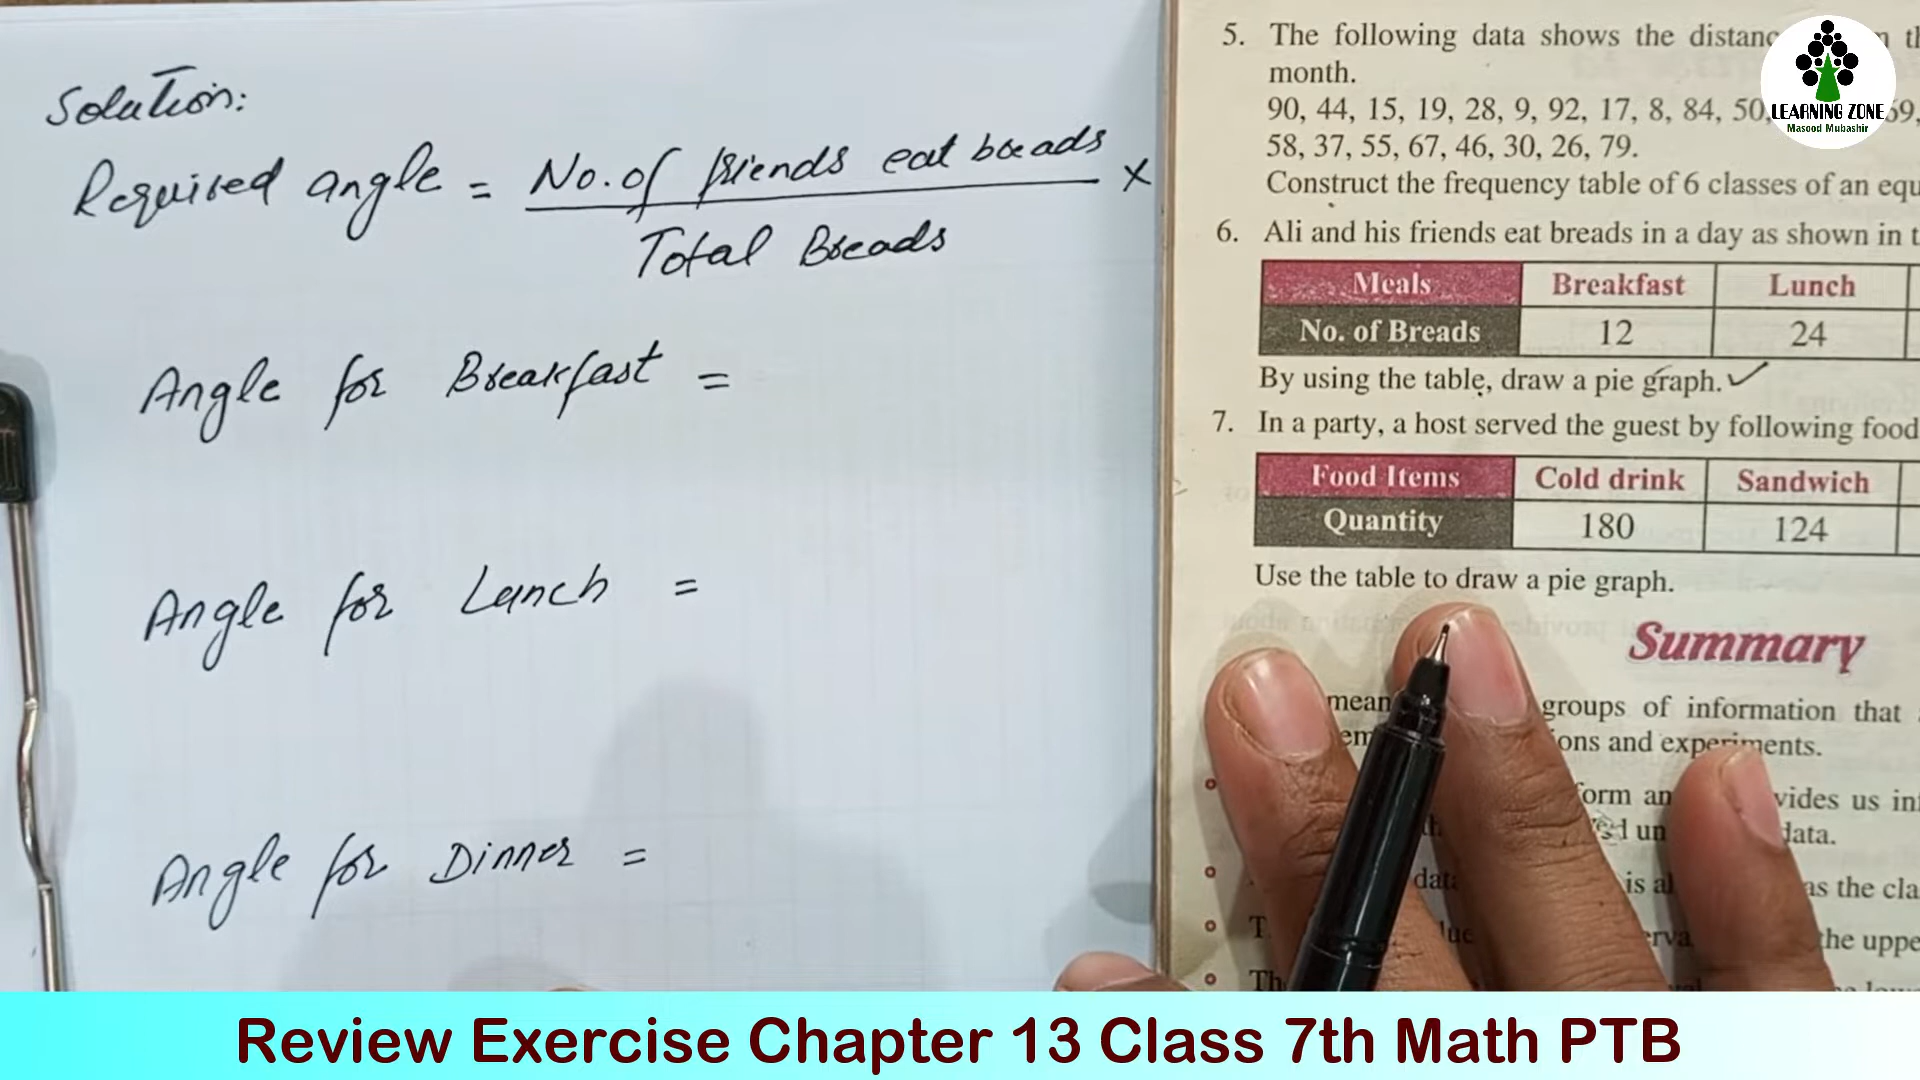 Solution:
Required angle = No. of friends eat breads ×
Total Breads
Angle for Breakfast =
Angle for Lunch =
Angle for Dinner =
5. The following data shows the
month.
90, 44, 15, 19, 28, 9, 92, 17, 8, 84, 50,
58, 37, 55, 67, 46, 30, 26, 79.
Construct the frequency table of 6 classes of an
6. Ali and his friends eat breads in a day as shown in
Meals Breakfast Lunch
No. of Breads 12 24
By using the table, draw a pie graph.
7. In a party, a host served the guest by following food
Food Items Cold drink Sandwich
Quantity 180 124
Use the table to draw a pie graph.
Summary
mean groups of information that
and experiments.
us
data.
is as the
the
LEARNING ZONE
Masood Mubashir
Review Exercise Chapter 13 Class 7th Math PTB